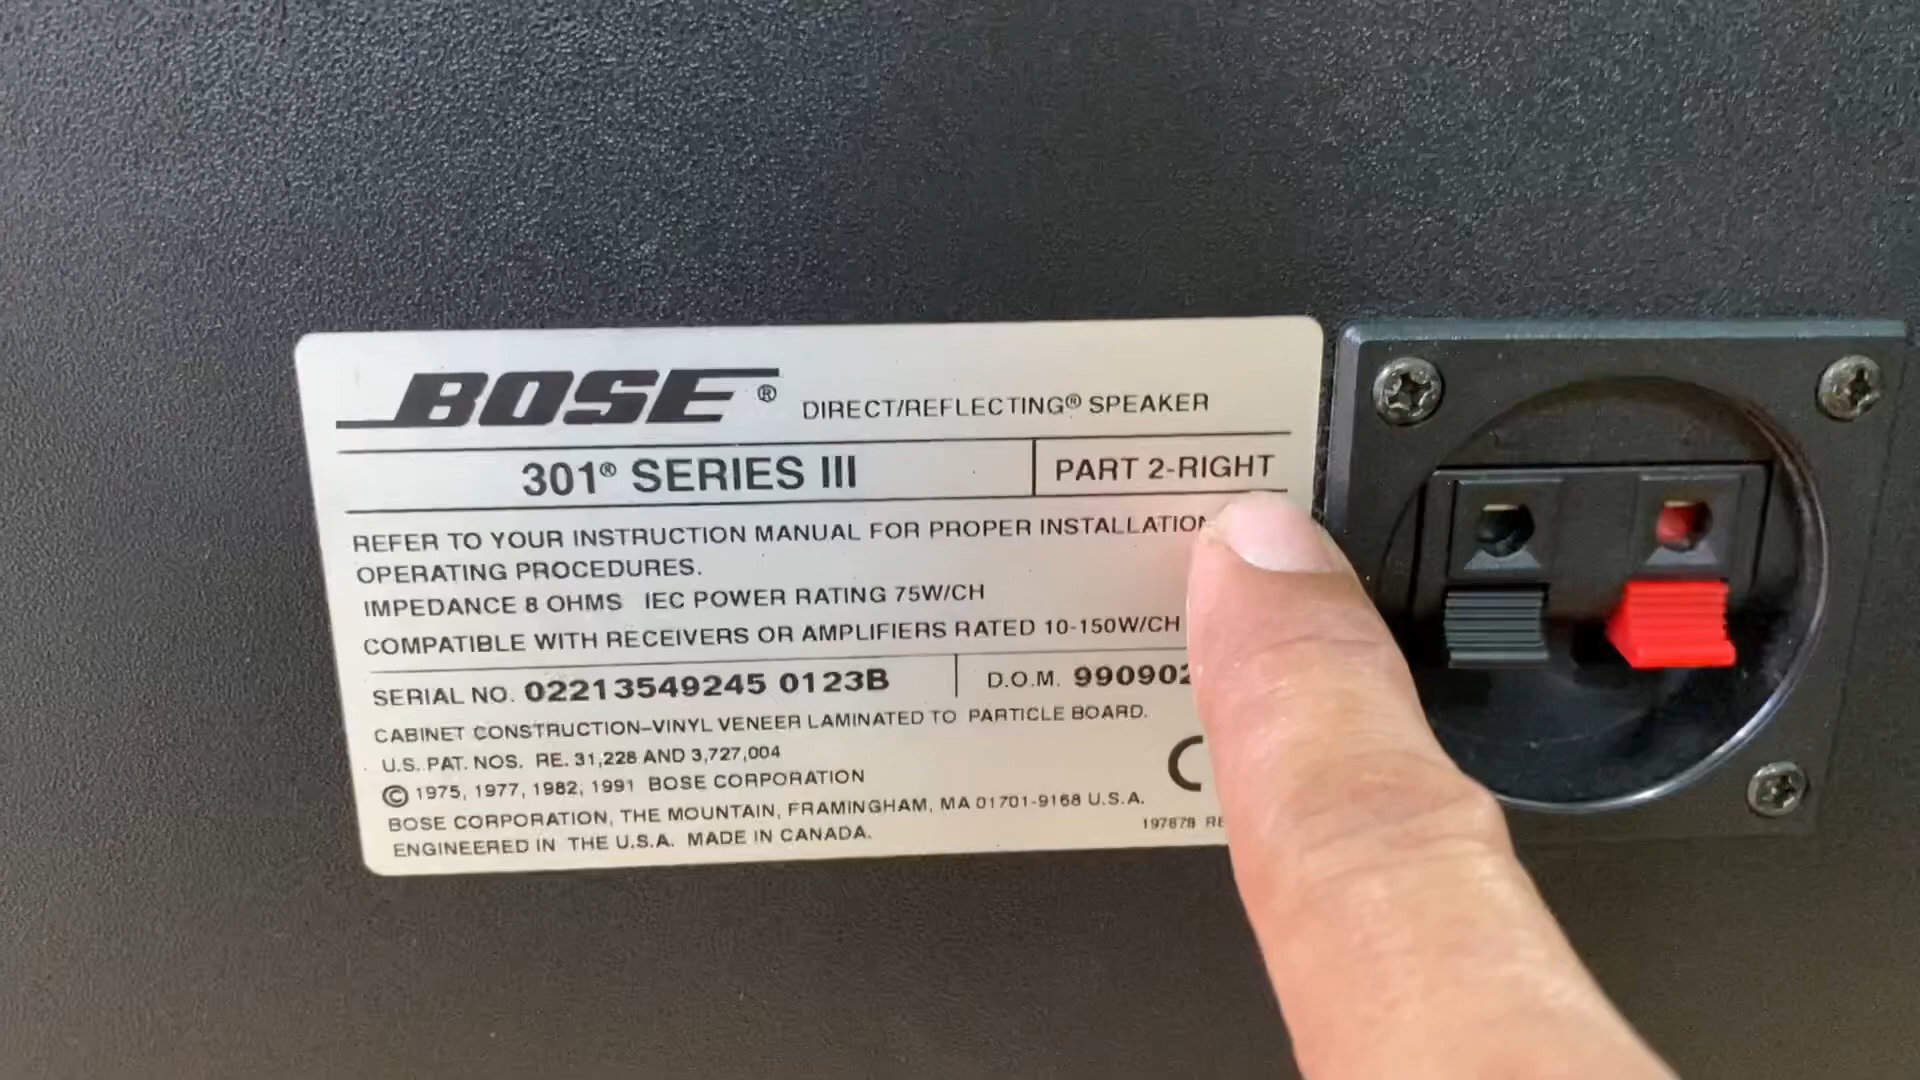 BOSE® DIRECT/REFLECTING® SPEAKER
301® SERIES III PART 2-RIGHT
REFER TO YOUR INSTRUCTION MANUAL FOR PROPER INSTALLATION
OPERATING PROCEDURES.
IMPEDANCE 8 OHMS IEC POWER RATING 75W/CH
COMPATIBLE WITH RECEIVERS OR AMPLIFIERS RATED 10-150W/CH
SERIAL NO. 02213549245 0123B D.O.M. 990902
CABINET CONSTRUCTION–VINYL VENEER LAMINATED TO PARTICLE BOARD.
U.S. PAT. NOS. RE. 31,228 AND 3,727,004
© 1975, 1977, 1982, 1991 BOSE CORPORATION
BOSE CORPORATION, THE MOUNTAIN, FRAMINGHAM, MA 01701-9168 U.S.A.
ENGINEERED IN THE U.S.A. MADE IN CANADA.
197878